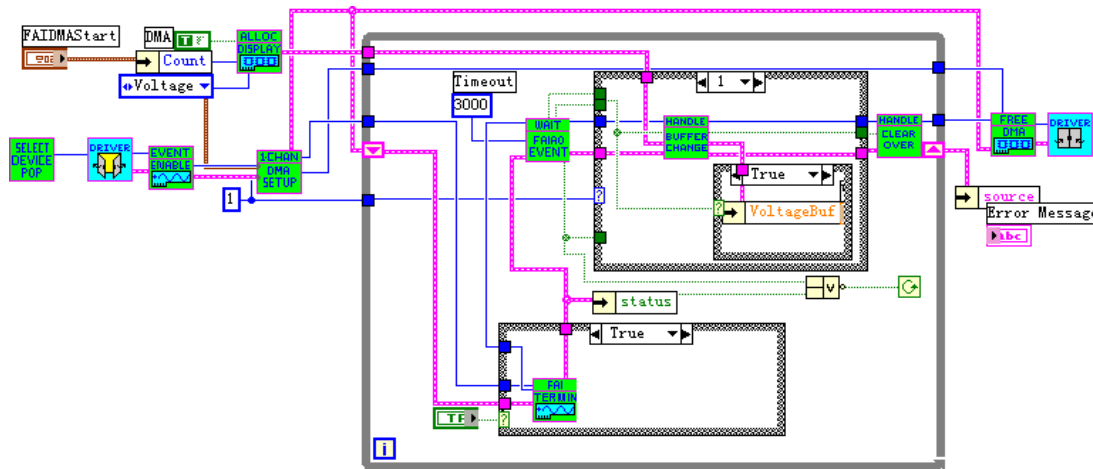 FAIDMAStart
DMA
T
ALLOC
DISPLAY
Count
Voltage
SELECT
DEVICE
POP
DRIVER
EVENT
ENABLE
1CHAN
DMA
SETUP
1
Timeout
3000
WAIT
FAIAO
EVENT
1
HANDLE
BUFFER
CHANGE
True
VoltageBuf
HANDLE
CLEAR
OVER
FREE
DMA
DRIVER
source
Error Message
abc
status
v
True
FAI
TERMIN
TF
i